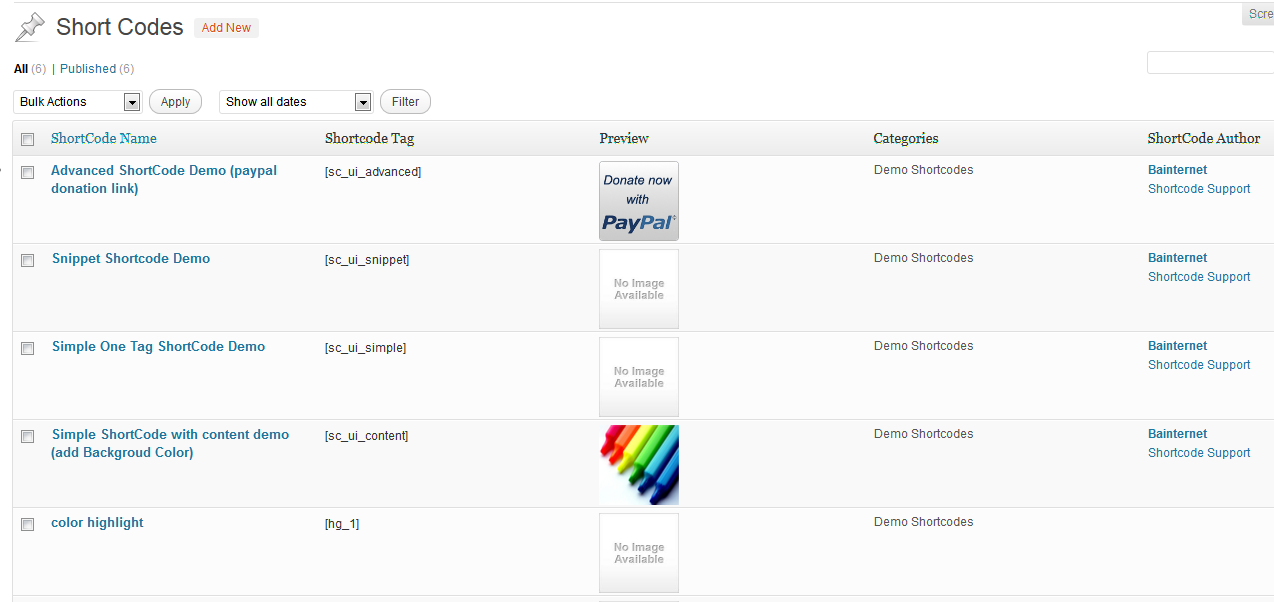 Short Codes Add New
Scre
All (6) | Published (6)
Bulk Actions Apply Show all dates Filter
ShortCode Name Shortcode Tag Preview Categories ShortCode Author
Advanced ShortCode Demo (paypal
donation link)
[sc_ui_advanced]
Donate now
with
PayPal
Demo Shortcodes
Bainternet
Shortcode Support
Snippet Shortcode Demo
[sc_ui_snippet]
No Image
Available
Demo Shortcodes
Bainternet
Shortcode Support
Simple One Tag ShortCode Demo
[sc_ui_simple]
No Image
Available
Demo Shortcodes
Bainternet
Shortcode Support
Simple ShortCode with content demo
(add Backgroud Color)
[sc_ui_content]
Demo Shortcodes
Bainternet
Shortcode Support
color highlight
[hg_1]
No Image
Available
Demo Shortcodes